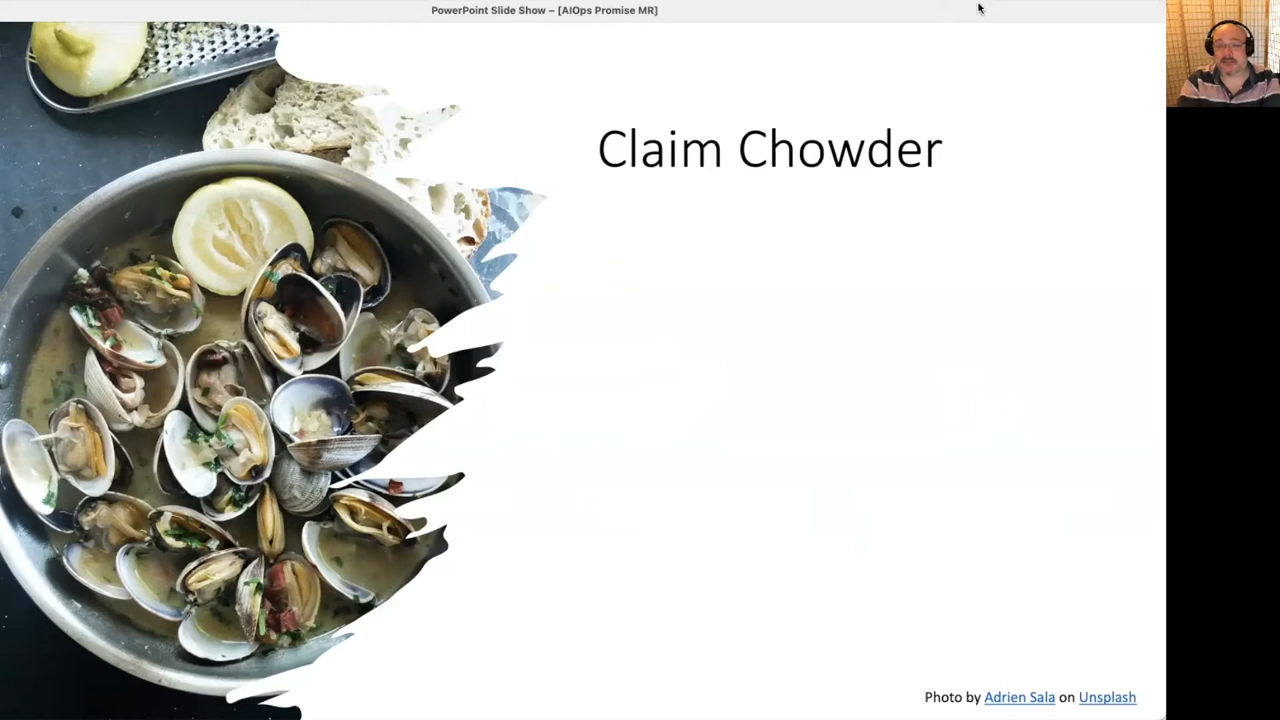 PowerPoint Slide Show – [AIOps Promise MR]
Claim Chowder
Photo by Adrien Sala on Unsplash